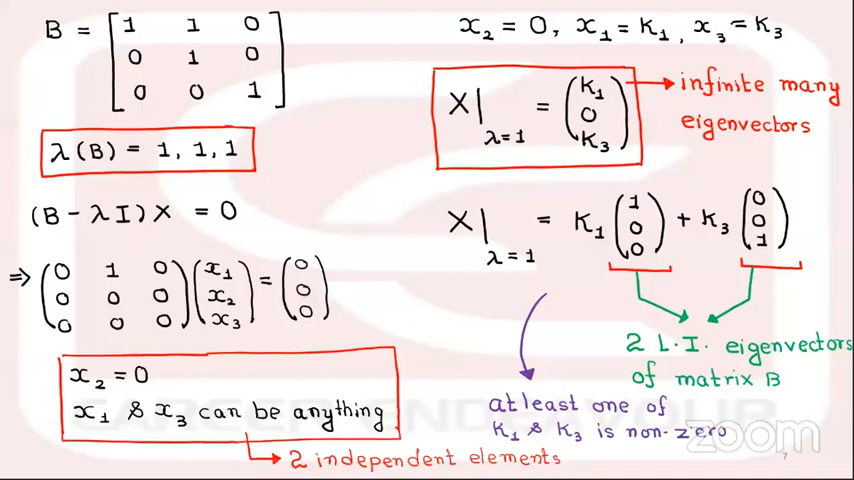 B = [ 1 1 0
0 1 0
0 0 1 ]
λ(B) = 1, 1, 1
(B - λI)X = 0
⇒ ( 0 1 0
0 0 0
0 0 0 ) ( x₁
x₂
x₃ ) = ( 0
0
0 )
x₂ = 0
x₁ & x₃ can be anything
→ 2 independent elements
x₂ = 0, x₁ = K₁, x₃ = K₃
X|λ=1 = ( K₁
0
K₃ )
→ infinite many
eigenvectors
X|λ=1 = K₁ ( 1
0
0 ) + K₃ ( 0
0
1 )
2 L.I. eigenvectors
of matrix B
atleast one of
K₁ & K₃ is non-zero
CAREER ENDEAVOUR
zoom
7